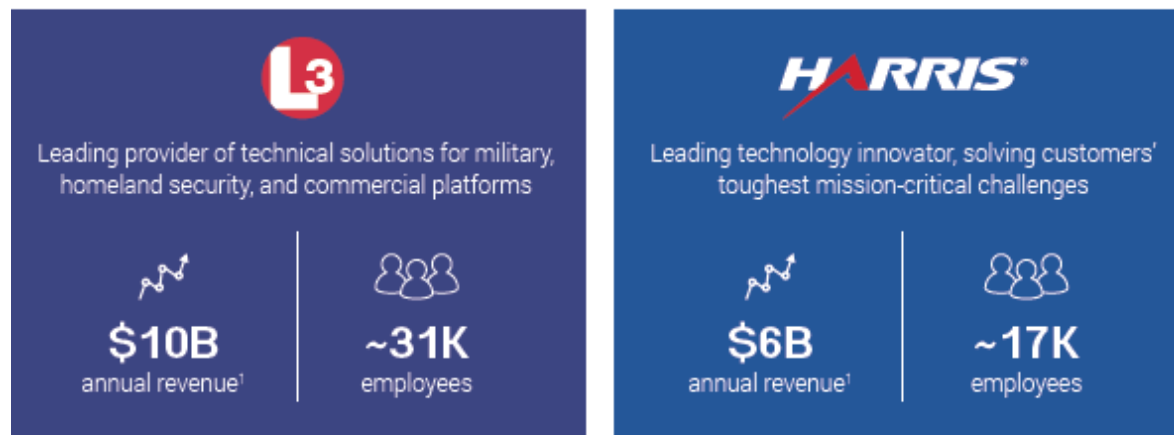 L3
Leading provider of technical solutions for military,
homeland security, and commercial platforms
$10B
annual revenue¹
~31K
employees
HARRIS®
Leading technology innovator, solving customers’
toughest mission-critical challenges
$6B
annual revenue¹
~17K
employees